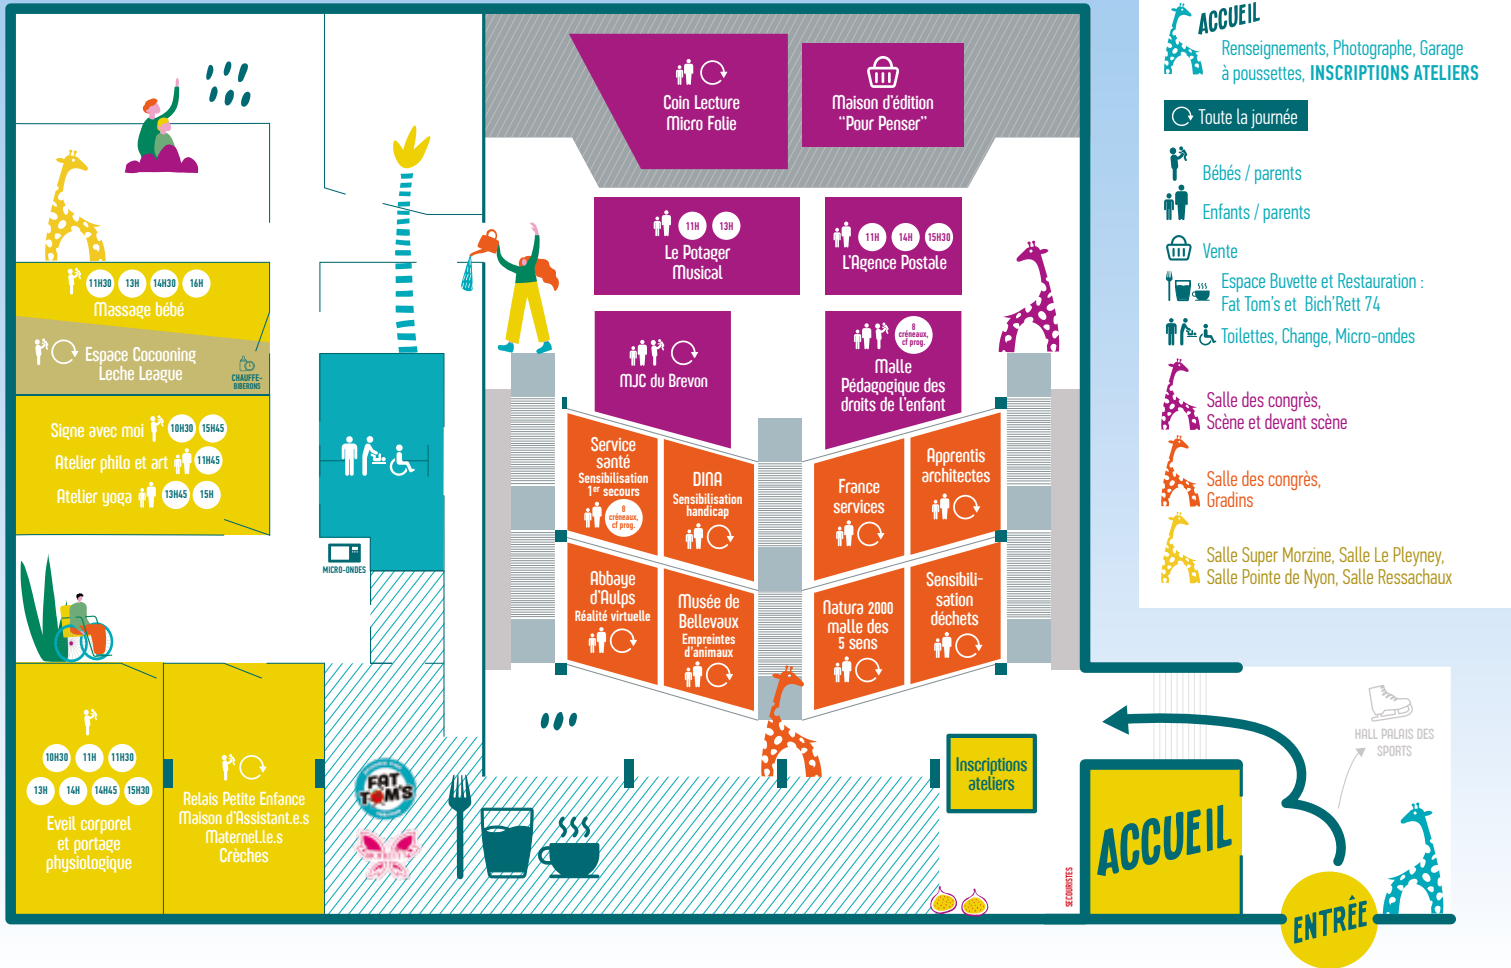 Coin Lecture
Micro Folie
Maison d'édition
“Pour Penser”
11H
13H
Le Potager
Musical
11H
14H
15H30
L'Agence Postale
MJC du Brevon
8
créneaux,
cf prog.
Malle
Pédagogique des
droits de l'enfant
11H30
13H
14H30
16H
Massage bébé
Espace Cocooning
Leche League
CHAUFFE-
BIBERONS
Signe avec moi
10H30
15H45
Atelier philo et art
11H45
Atelier yoga
13H45
15H
MICRO-ONDES
Service
santé
Sensibilisation
1er secours
8
créneaux,
cf prog.
DINA
Sensibilisation
handicap
France
services
Apprentis
architectes
Abbaye
d'Aulps
Réalité virtuelle
Musée de
Bellevaux
Empreintes
d'animaux
Natura 2000
malle des
5 sens
Sensibili-
sation
déchets
10H30
11H
11H30
13H
14H
14H45
15H30
Eveil corporel
et portage
physiologique
Relais Petite Enfance
Maison d'Assistant.e.s
Maternel.le.s
Crèches
FAT
TOM'S
Inscriptions
ateliers
SECOURISTES
ACCUEIL
ENTRÊE
HALL PALAIS DES
SPORTS
ACCUEIL
Renseignements, Photographe, Garage
à poussettes, INSCRIPTIONS ATELIERS
Toute la journée
Bébés / parents
Enfants / parents
Vente
Espace Buvette et Restauration :
Fat Tom's et Bich'Rett 74
Toilettes, Change, Micro-ondes
Salle des congrès,
Scène et devant scène
Salle des congrès,
Gradins
Salle Super Morzine, Salle Le Pleyney,
Salle Pointe de Nyon, Salle Ressachaux